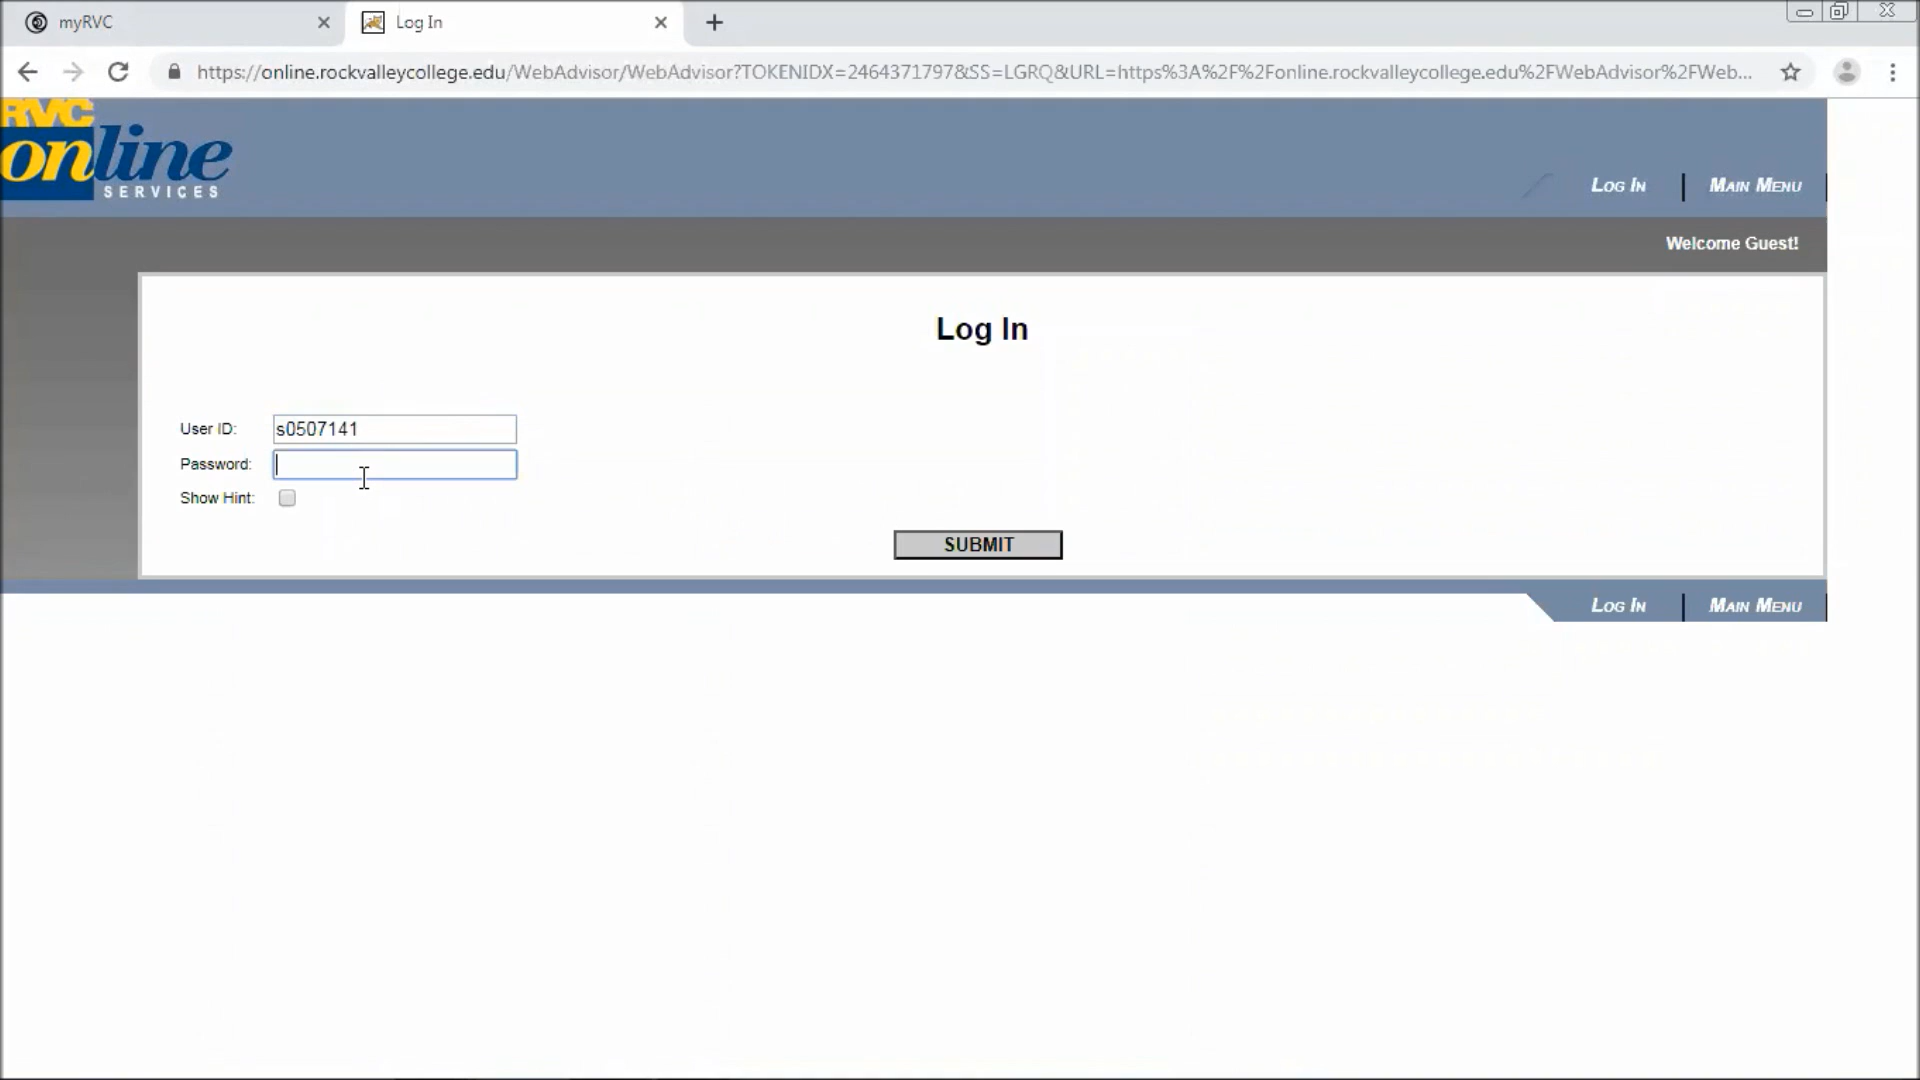 myRVC
Log In
https://online.rockvalleycollege.edu/WebAdvisor/WebAdvisor?TOKENIDX=2464371797&SS=LGRQ&URL=https%3A%2F%2Fonline.rockvalleycollege.edu%2FWebAdvisor%2FWeb...
RVC
online
SERVICES
LOG IN
MAIN MENU
Welcome Guest!
Log In
User ID: s0507141
Password:
Show Hint:
SUBMIT
LOG IN
MAIN MENU